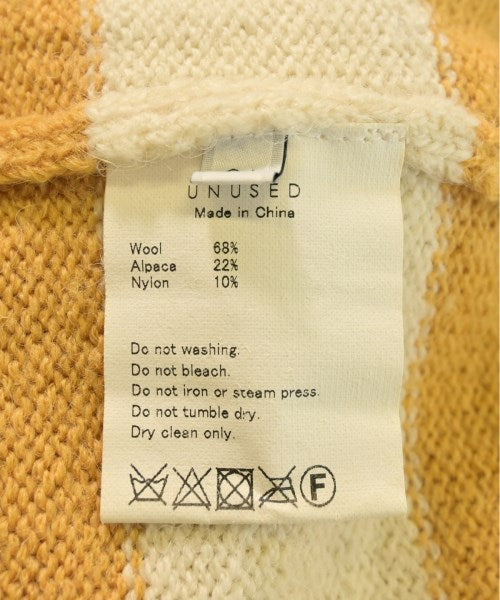 UNUSED
Made in China
Wool 68%
Alpaca 22%
Nylon 10%
Do not washing.
Do not bleach.
Do not iron or steam press.
Do not tumble dry.
Dry clean only.
F